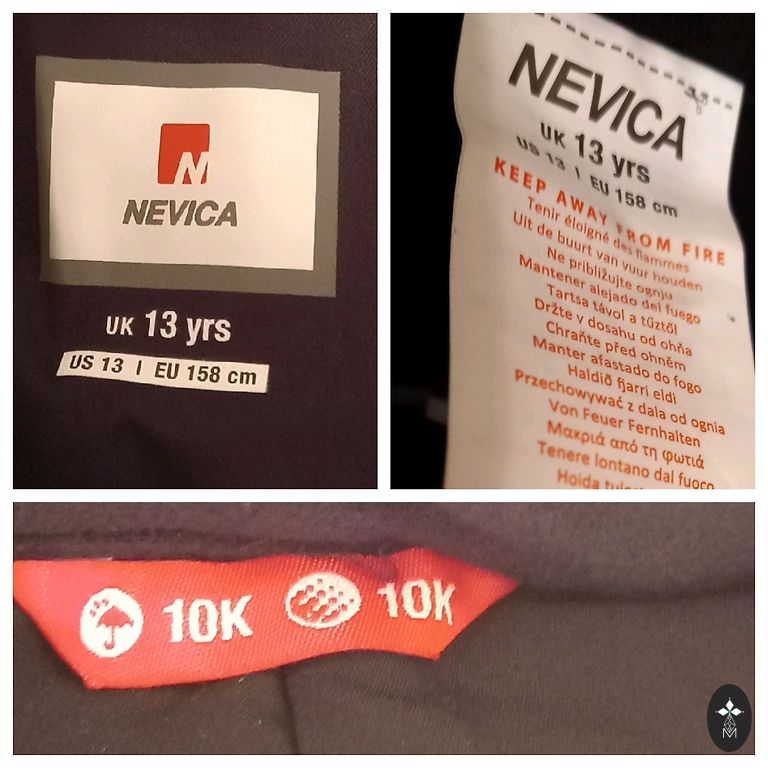 NEVICA
UK 13 yrs
US 13 | EU 158 cm
NEVICA
UK 13 yrs
US 13 | EU 158 cm
KEEP AWAY FROM FIRE
Tenir éloigné des flammes
Uit de buurt van vuur houden
Ne približujte ognju
Mantener alejado del fuego
Tartsa távol a tűztől
Držte v dosahu od ohňa
Chraňte před ohněm
Manter afastado do fogo
Haldið fjarri eldi
Przechowywać z dala od ognia
Von Feuer Fernhalten
Μακριά από τη φωτιά
Tenere lontano dal fuoco
Hoida
10K 10K
M